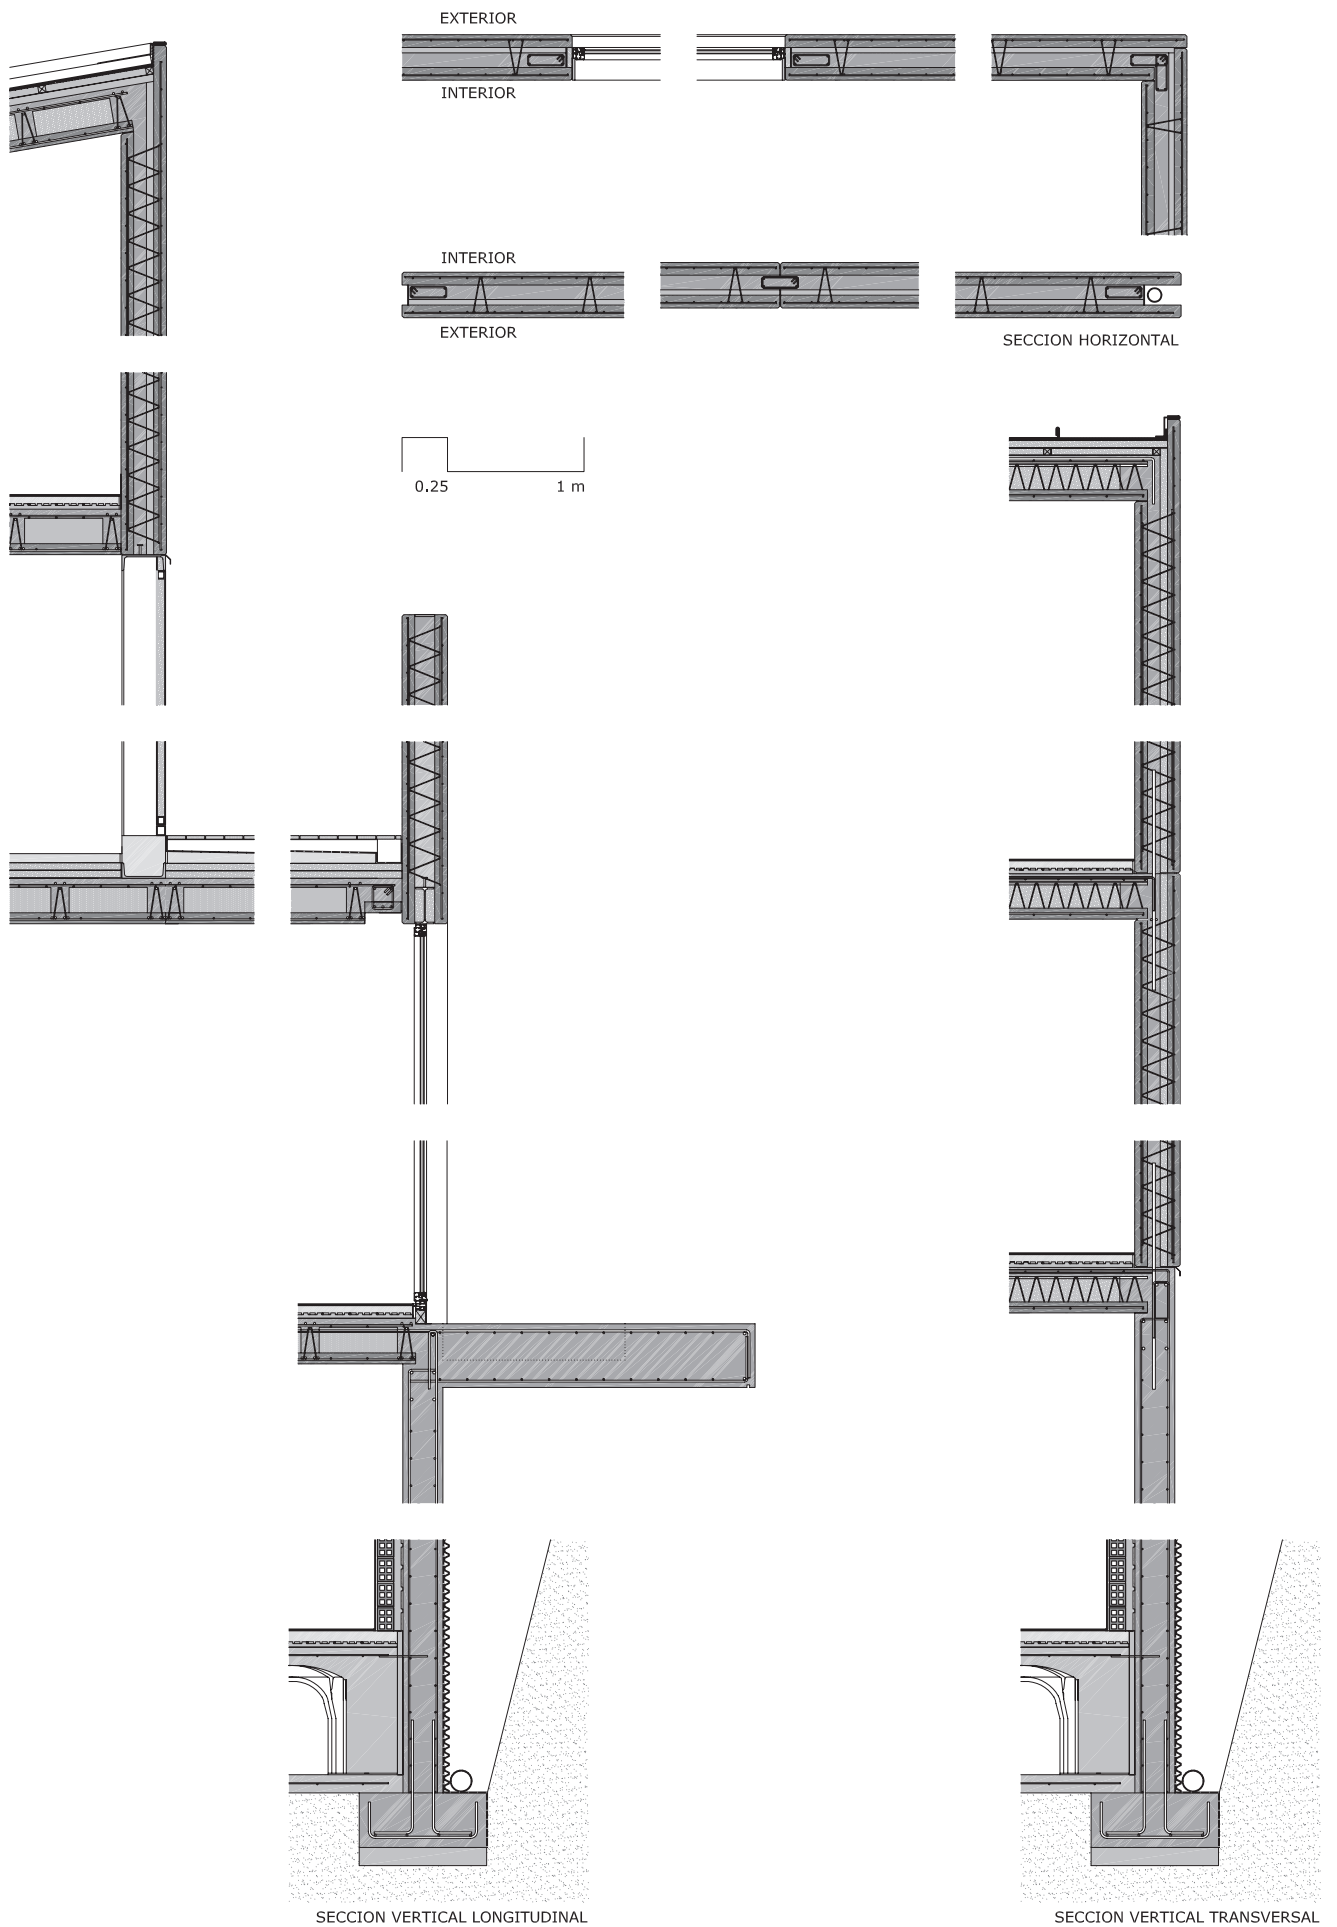 EXTERIOR
INTERIOR
INTERIOR
EXTERIOR
SECCION HORIZONTAL
0.25 1 m
SECCION VERTICAL LONGITUDINAL
SECCION VERTICAL TRANSVERSAL